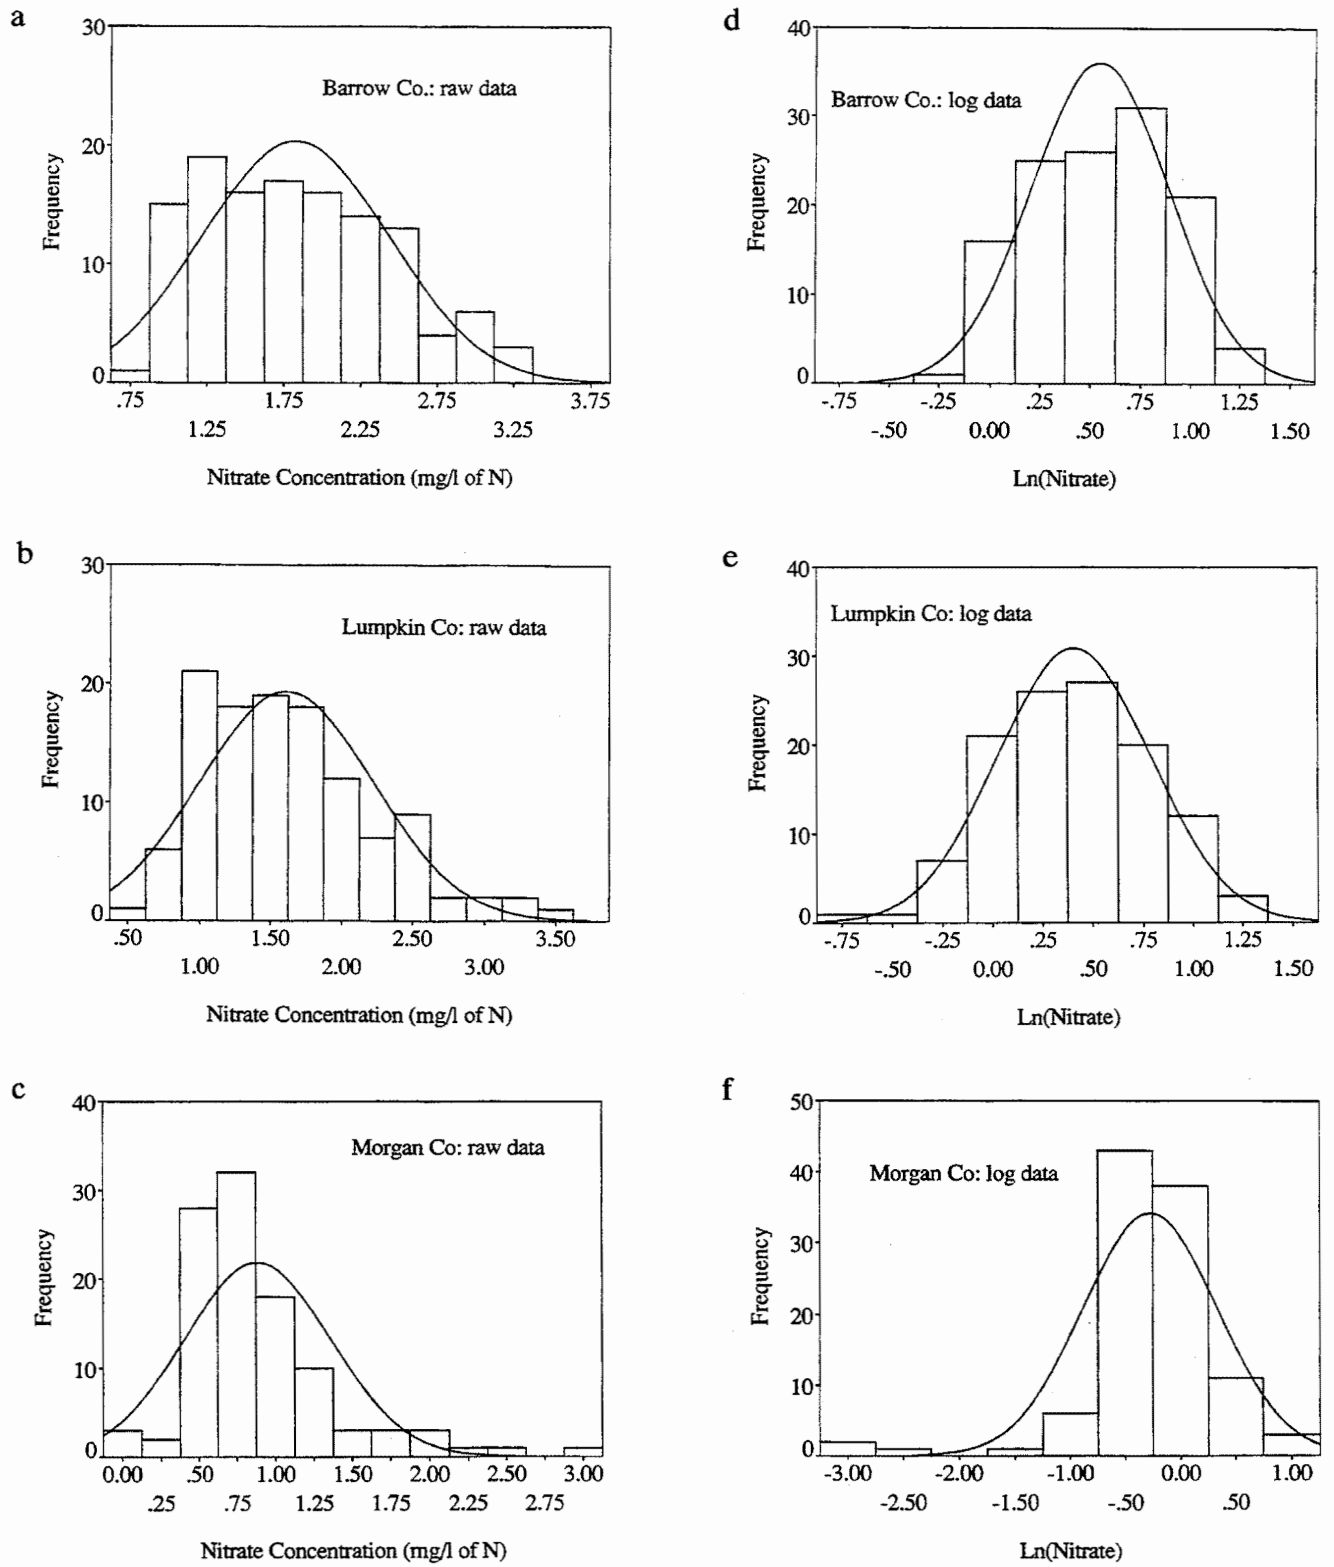 a
30
20
10
0
Frequency
Barrow Co.: raw data
.75 1.75 2.75 3.75
1.25 2.25 3.25
Nitrate Concentration (mg/l of N)
d
40
30
20
10
0
Frequency
Barrow Co.: log data
-.75 -.25 .25 .75 1.25
-.50 0.00 .50 1.00 1.50
Ln(Nitrate)
b
30
20
10
0
Frequency
Lumpkin Co: raw data
.50 1.50 2.50 3.50
1.00 2.00 3.00
Nitrate Concentration (mg/l of N)
e
40
30
20
10
0
Frequency
Lumpkin Co: log data
-.75 -.25 .25 .75 1.25
-.50 0.00 .50 1.00 1.50
Ln(Nitrate)
c
40
30
20
10
0
Frequency
Morgan Co: raw data
0.00 .50 1.00 1.50 2.00 2.50 3.00
.25 .75 1.25 1.75 2.25 2.75
Nitrate Concentration (mg/l of N)
f
50
40
30
20
10
0
Frequency
Morgan Co: log data
-3.00 -2.00 -1.00 0.00 1.00
-2.50 -1.50 -.50 .50
Ln(Nitrate)